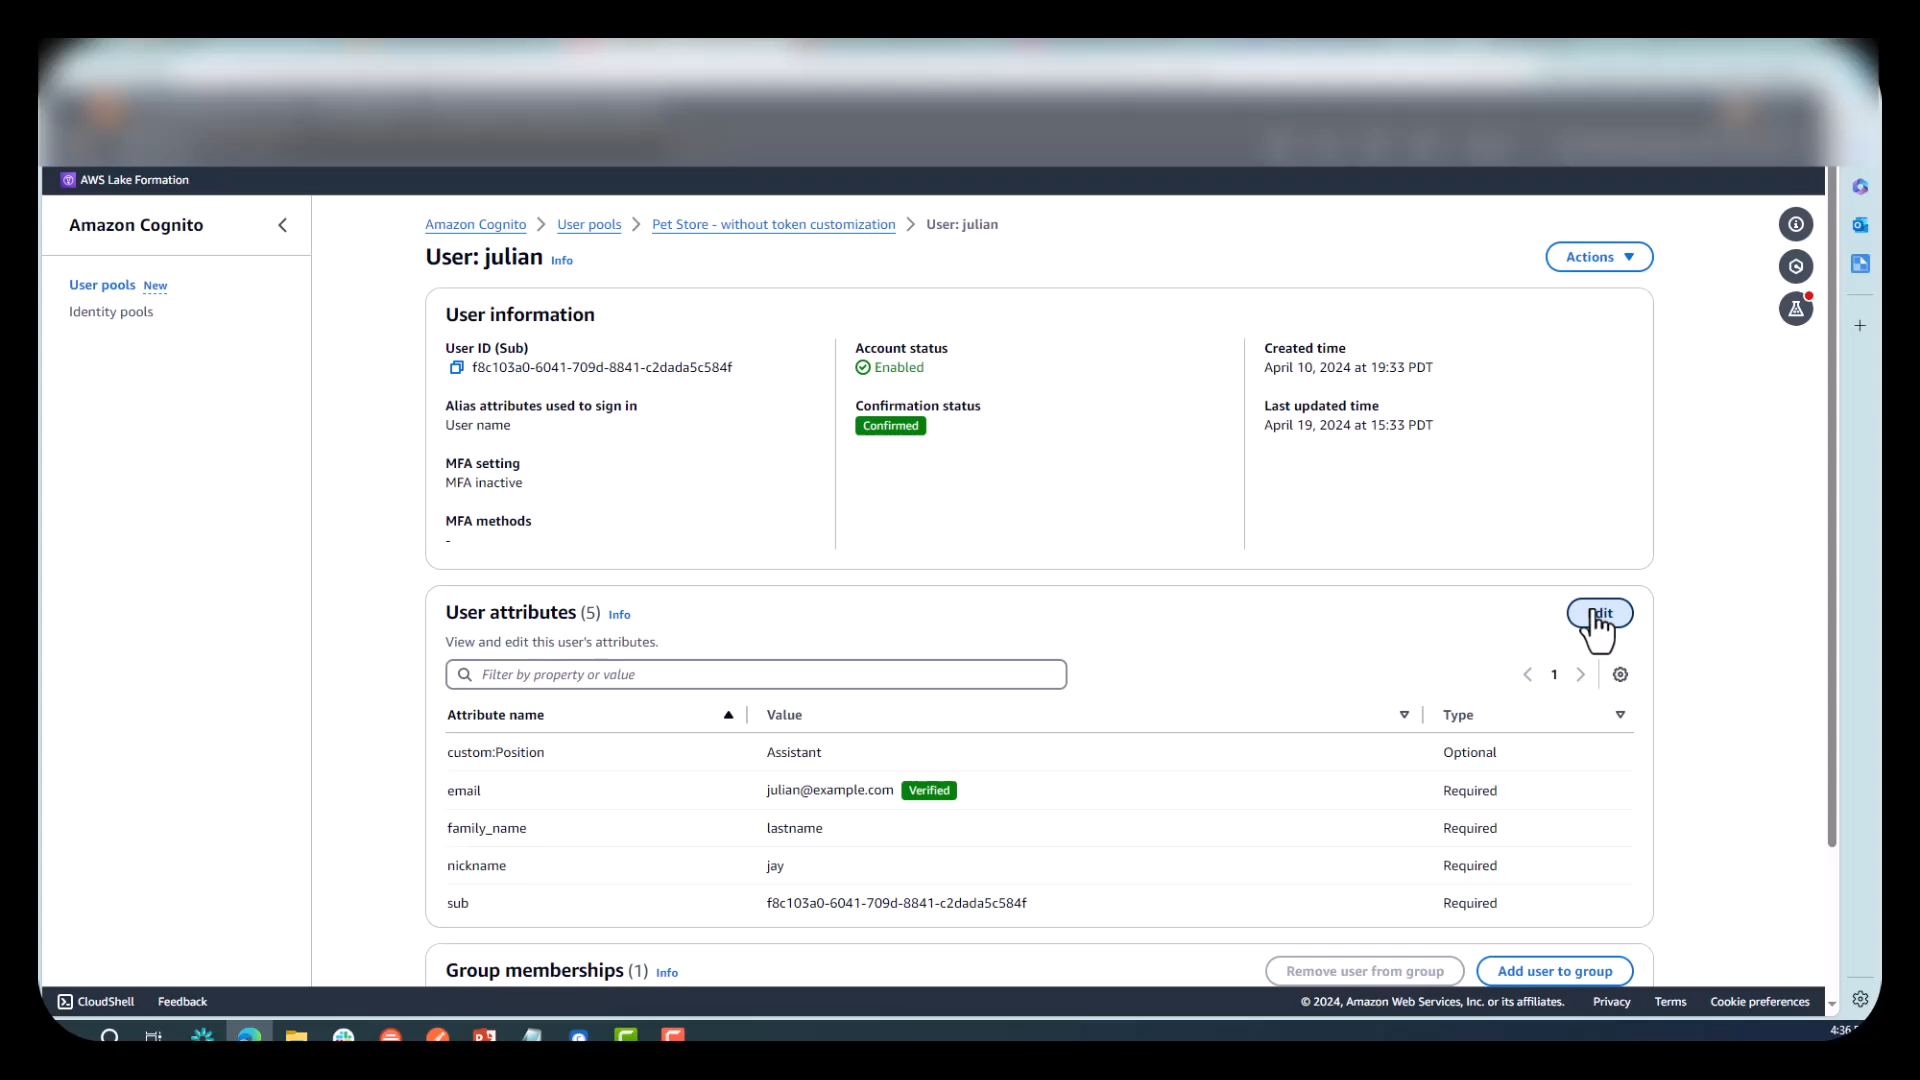 AWS Lake Formation
Amazon Cognito
User pools New
Identity pools
Amazon Cognito > User pools > Pet Store - without token customization > User: julian
User: julian Info
Actions
User information
User ID (Sub)
f8c103a0-6041-709d-8841-c2dada5c584f
Alias attributes used to sign in
User name
MFA setting
MFA inactive
MFA methods
-
Account status
Enabled
Confirmation status
Confirmed
Created time
April 10, 2024 at 19:33 PDT
Last updated time
April 19, 2024 at 15:33 PDT
User attributes (5) Info
View and edit this user's attributes.
Filter by property or value
1
Attribute name Value Type
custom:Position Assistant Optional
email julian@example.com Verified Required
family_name lastname Required
nickname jay Required
sub f8c103a0-6041-709d-8841-c2dada5c584f Required
Group memberships (1) Info
Remove user from group
Add user to group
CloudShell Feedback
© 2024, Amazon Web Services, Inc. or its affiliates. Privacy Terms Cookie preferences
4:36